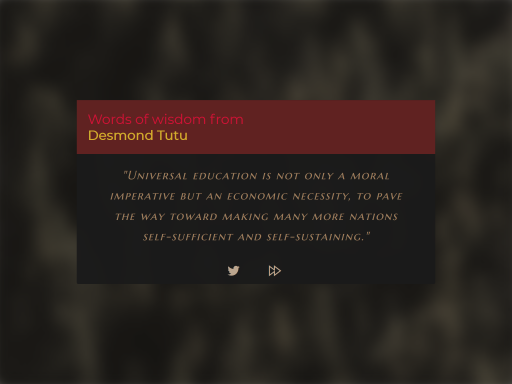 Words of wisdom from
Desmond Tutu
"Universal education is not only a moral
imperative but an economic necessity, to pave
the way toward making many more nations
self-sufficient and self-sustaining."